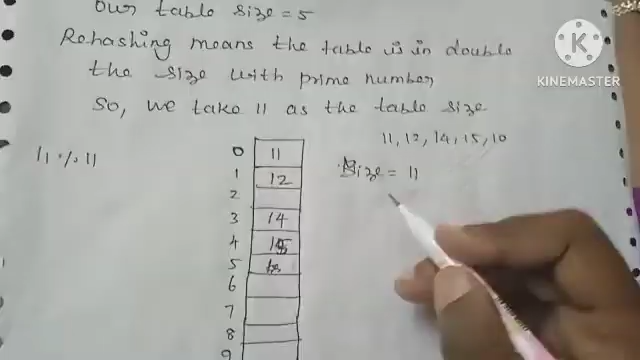 our table size = 5
Rehashing means the table is in double
the size with prime number
so, we take 11 as the table size
11, 12, 14, 15, 10
Size = 11
11 % 11
0 11
1 12
2
3 14
4 15
5
6
7
8
9
KINEMASTER